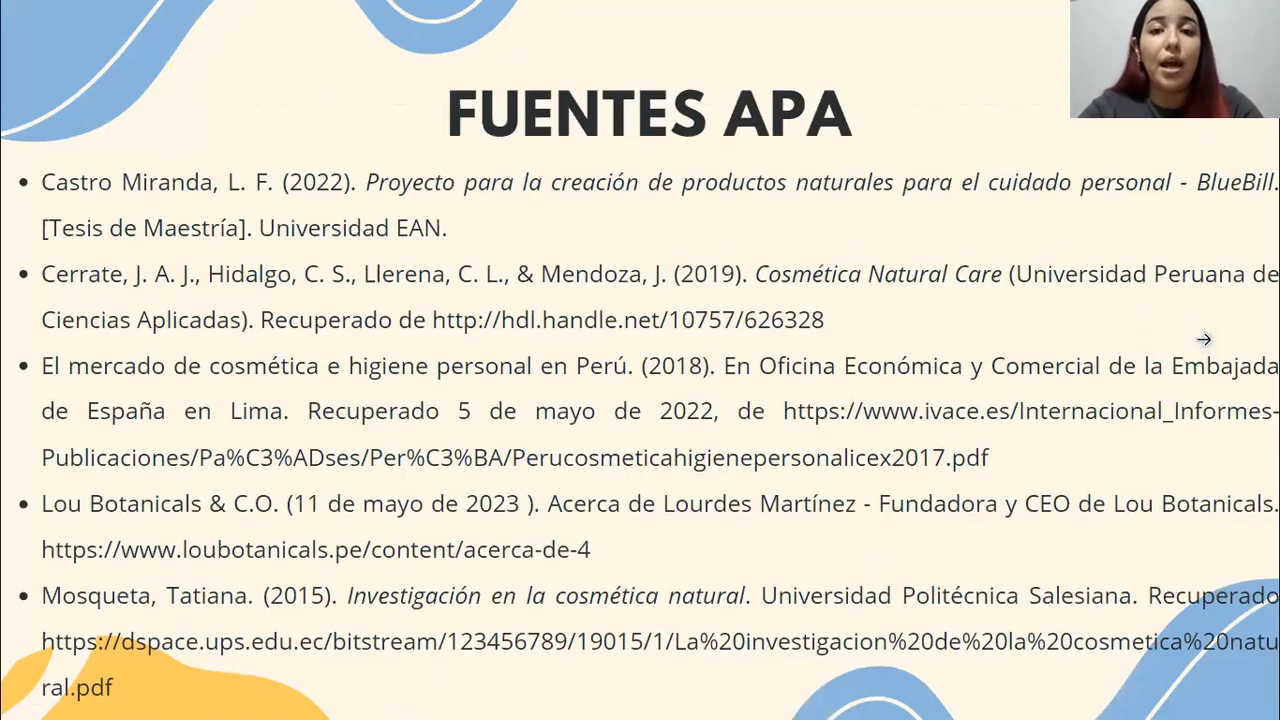 FUENTES APA
• Castro Miranda, L. F. (2022). Proyecto para la creación de productos naturales para el cuidado personal - BlueBill.
[Tesis de Maestría]. Universidad EAN.
• Cerrate, J. A. J., Hidalgo, C. S., Llerena, C. L., & Mendoza, J. (2019). Cosmética Natural Care (Universidad Peruana de
Ciencias Aplicadas). Recuperado de http://hdl.handle.net/10757/626328
• El mercado de cosmética e higiene personal en Perú. (2018). En Oficina Económica y Comercial de la Embajada
de España en Lima. Recuperado 5 de mayo de 2022, de https://www.ivace.es/Internacional_Informes-
Publicaciones/Pa%C3%ADses/Per%C3%BA/Perucosmeticahigienepersonalicex2017.pdf
• Lou Botanicals & C.O. (11 de mayo de 2023 ). Acerca de Lourdes Martínez - Fundadora y CEO de Lou Botanicals.
https://www.loubotanicals.pe/content/acerca-de-4
• Mosqueta, Tatiana. (2015). Investigación en la cosmética natural. Universidad Politécnica Salesiana. Recuperado
https://dspace.ups.edu.ec/bitstream/123456789/19015/1/La%20investigacion%20de%20la%20cosmetica%20natu
ral.pdf